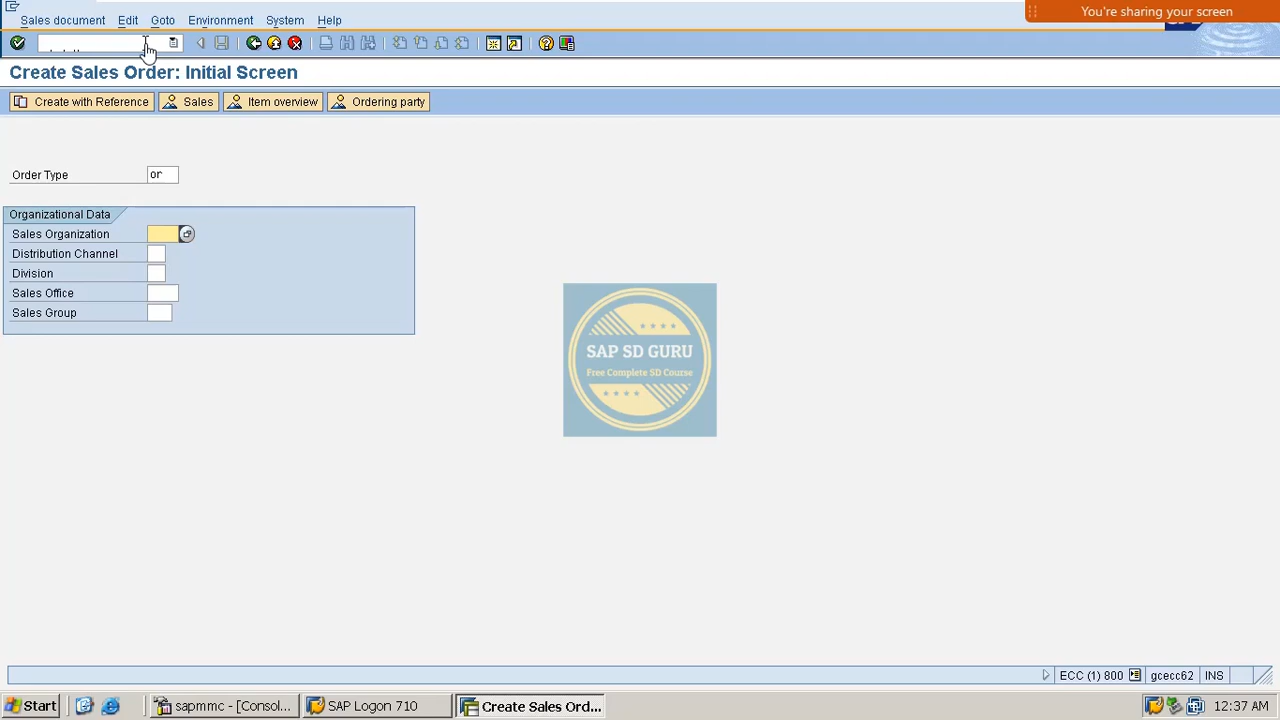 You're sharing your screen
Sales document Edit Goto Environment System Help
Create Sales Order: Initial Screen
Create with Reference Sales Item overview Ordering party
Order Type or
Organizational Data
Sales Organization
Distribution Channel
Division
Sales Office
Sales Group
SAP SD GURU
Free Complete SD Course
ECC (1) 800 gcecc62 INS
Start sapmmc - [Consol... SAP Logon 710 Create Sales Ord... 12:37 AM